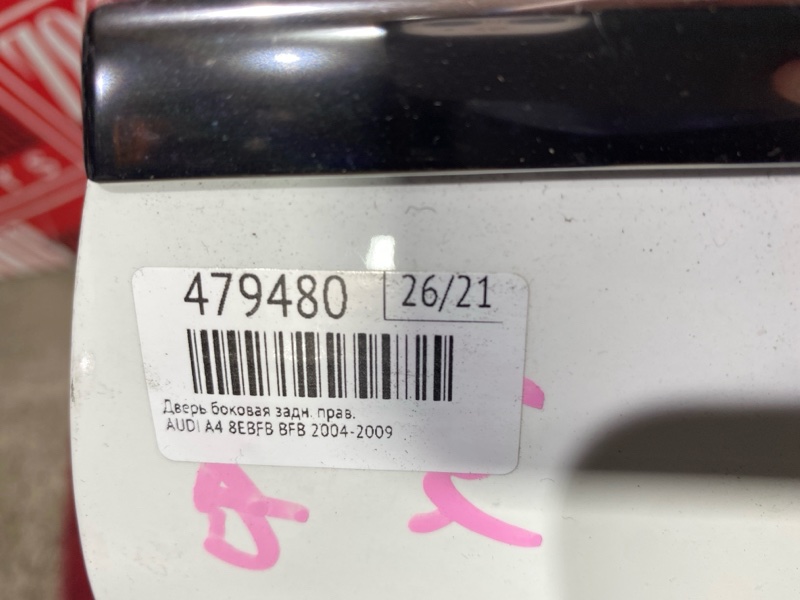 479480 26/21
Дверь боковая задн. прав.
AUDI A4 8EBFB BFB 2004-2009